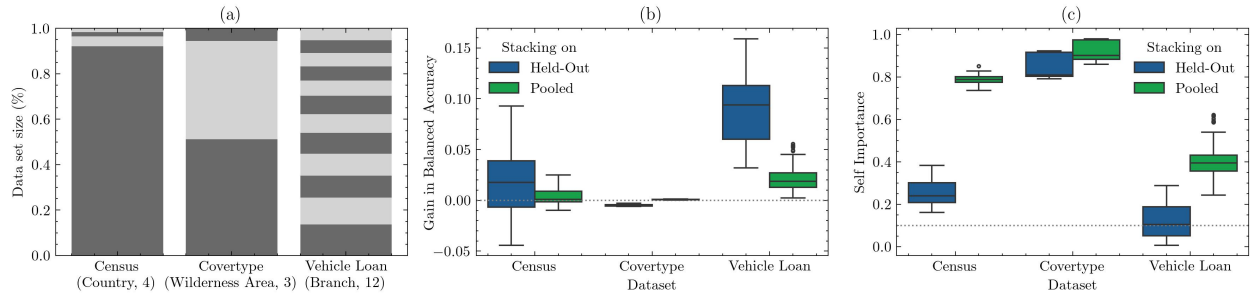 (a)
Data set size (%)
1.0
0.8
0.6
0.4
0.2
0.0
Census
(Country, 4)
Covertype
(Wilderness Area, 3)
Vehicle Loan
(Branch, 12)
(b)
Gain in Balanced Accuracy
0.15
0.10
0.05
0.00
−0.05
Stacking on
Held-Out
Pooled
Census
Covertype
Vehicle Loan
Dataset
(c)
Self Importance
1.0
0.8
0.6
0.4
0.2
0.0
Stacking on
Held-Out
Pooled
Census
Covertype
Vehicle Loan
Dataset